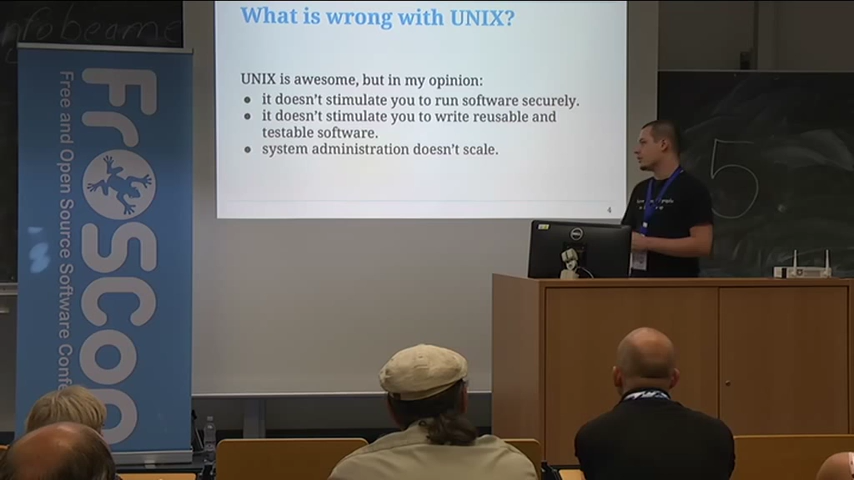 What is wrong with UNIX?
UNIX is awesome, but in my opinion:
● it doesn't stimulate you to run software securely.
● it doesn't stimulate you to write reusable and
testable software.
● system administration doesn't scale.
4
FrOSCon
Free and Open Source Software Conf
DELL
5